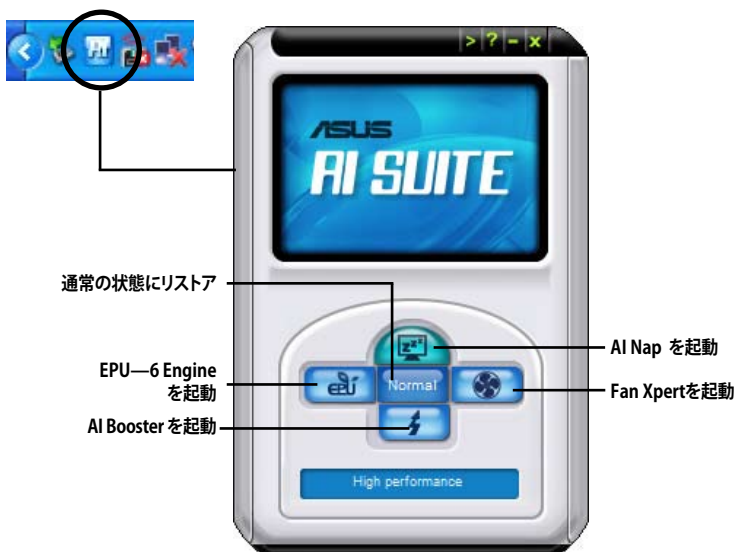 > ? - x
ASUS
AI SUITE
通常の状態にリストア
AI Nap を起動
EPU—6 Engine
を起動
epu
Normal
Fan Xpertを起動
AI Booster を起動
High performance